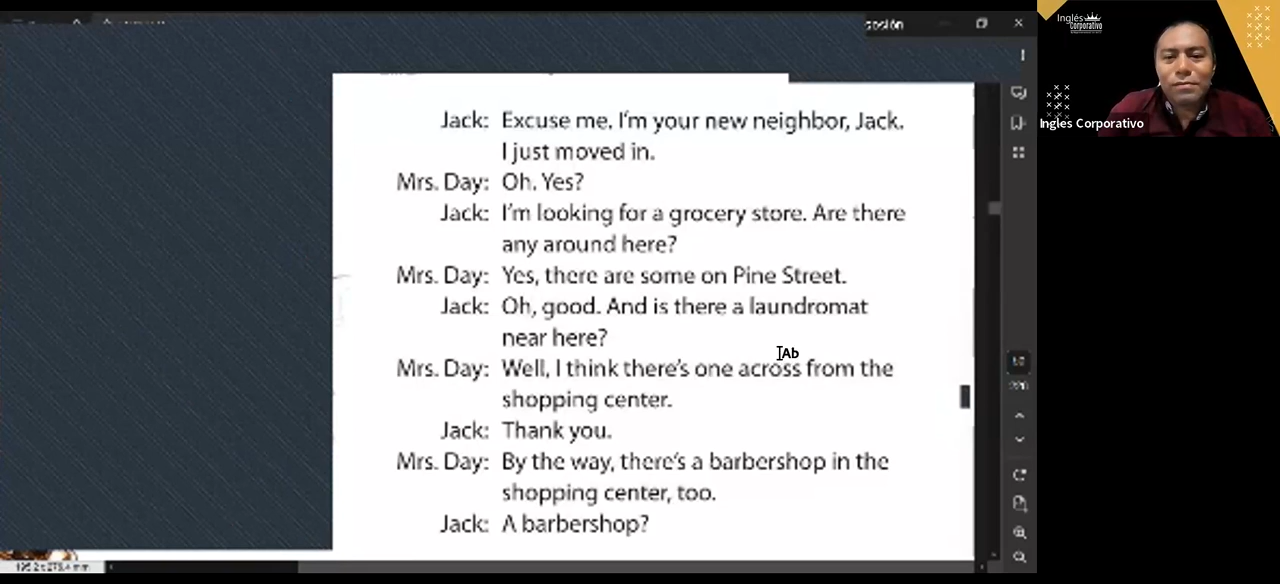 sesión
Inglés
Corporativo
Ingles Corporativo
Jack: Excuse me. I'm your new neighbor, Jack.
I just moved in.
Mrs. Day: Oh. Yes?
Jack: I'm looking for a grocery store. Are there
any around here?
Mrs. Day: Yes, there are some on Pine Street.
Jack: Oh, good. And is there a laundromat
near here?
Ab
Mrs. Day: Well, I think there's one across from the
shopping center.
Jack: Thank you.
Mrs. Day: By the way, there's a barbershop in the
shopping center, too.
Jack: A barbershop?